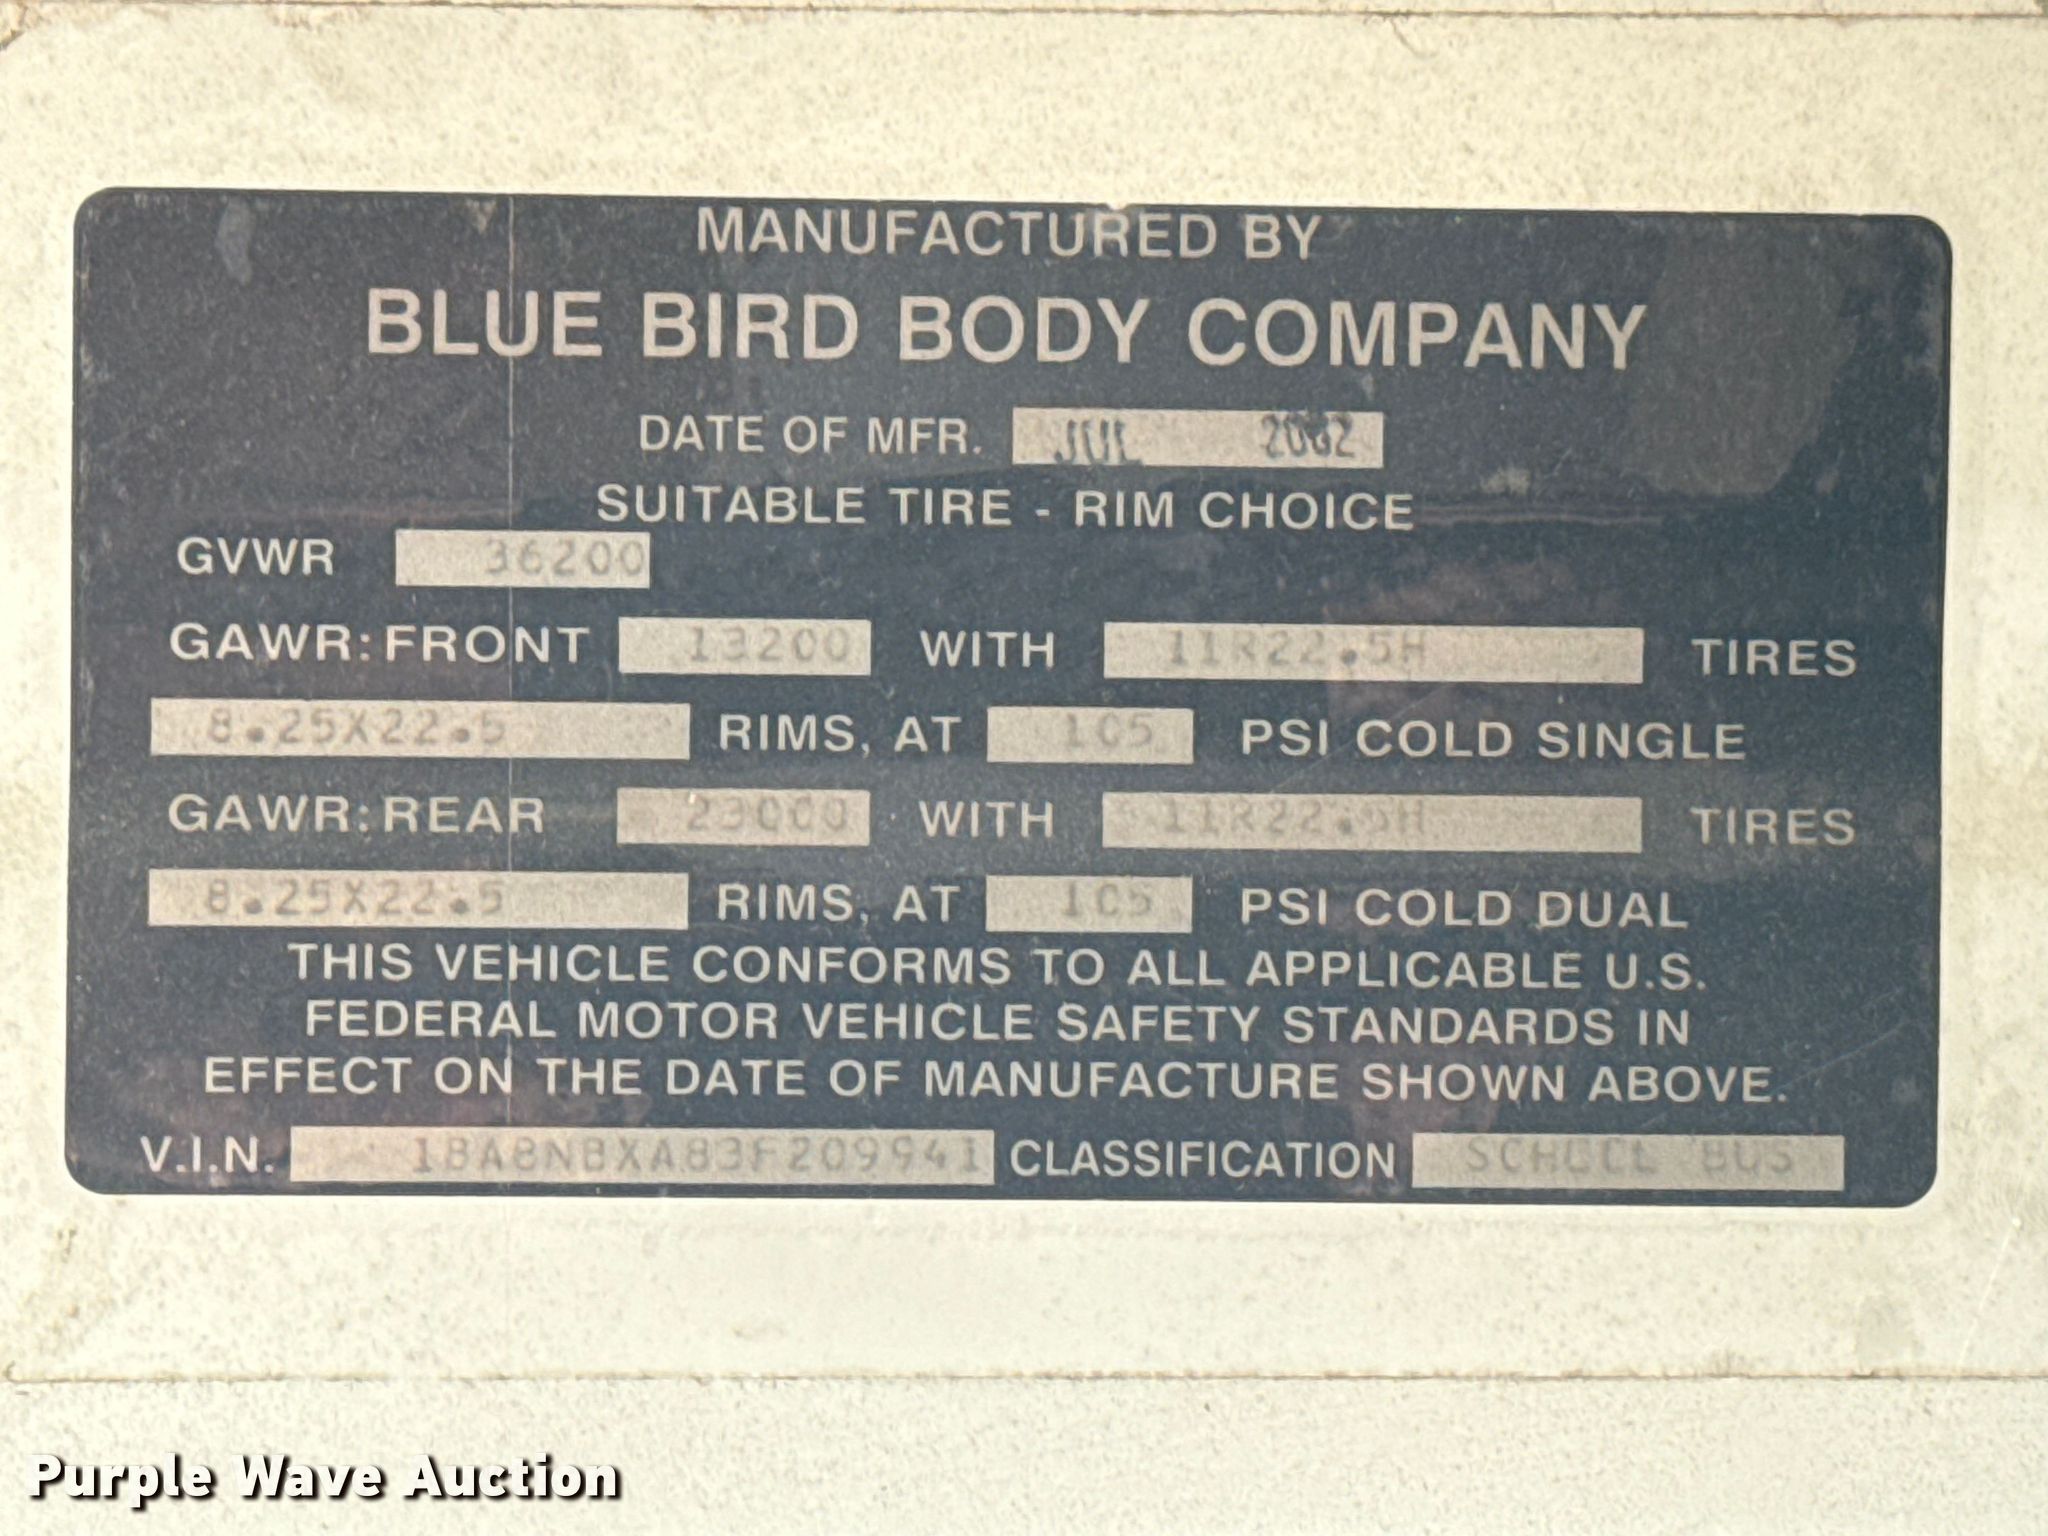 MANUFACTURED BY
BLUE BIRD BODY COMPANY
DATE OF MFR. JUL 2002
SUITABLE TIRE - RIM CHOICE
GVWR 36200
GAWR: FRONT 13200 WITH 11R22.5H TIRES
8.25X22.5 RIMS, AT 105 PSI COLD SINGLE
GAWR: REAR 23000 WITH 11R22.5H TIRES
8.25X22.5 RIMS, AT 105 PSI COLD DUAL
THIS VEHICLE CONFORMS TO ALL APPLICABLE U.S.
FEDERAL MOTOR VEHICLE SAFETY STANDARDS IN
EFFECT ON THE DATE OF MANUFACTURE SHOWN ABOVE.
V.I.N. 1BABNBXA83F209941 CLASSIFICATION SCHOOL BUS
Purple Wave Auction